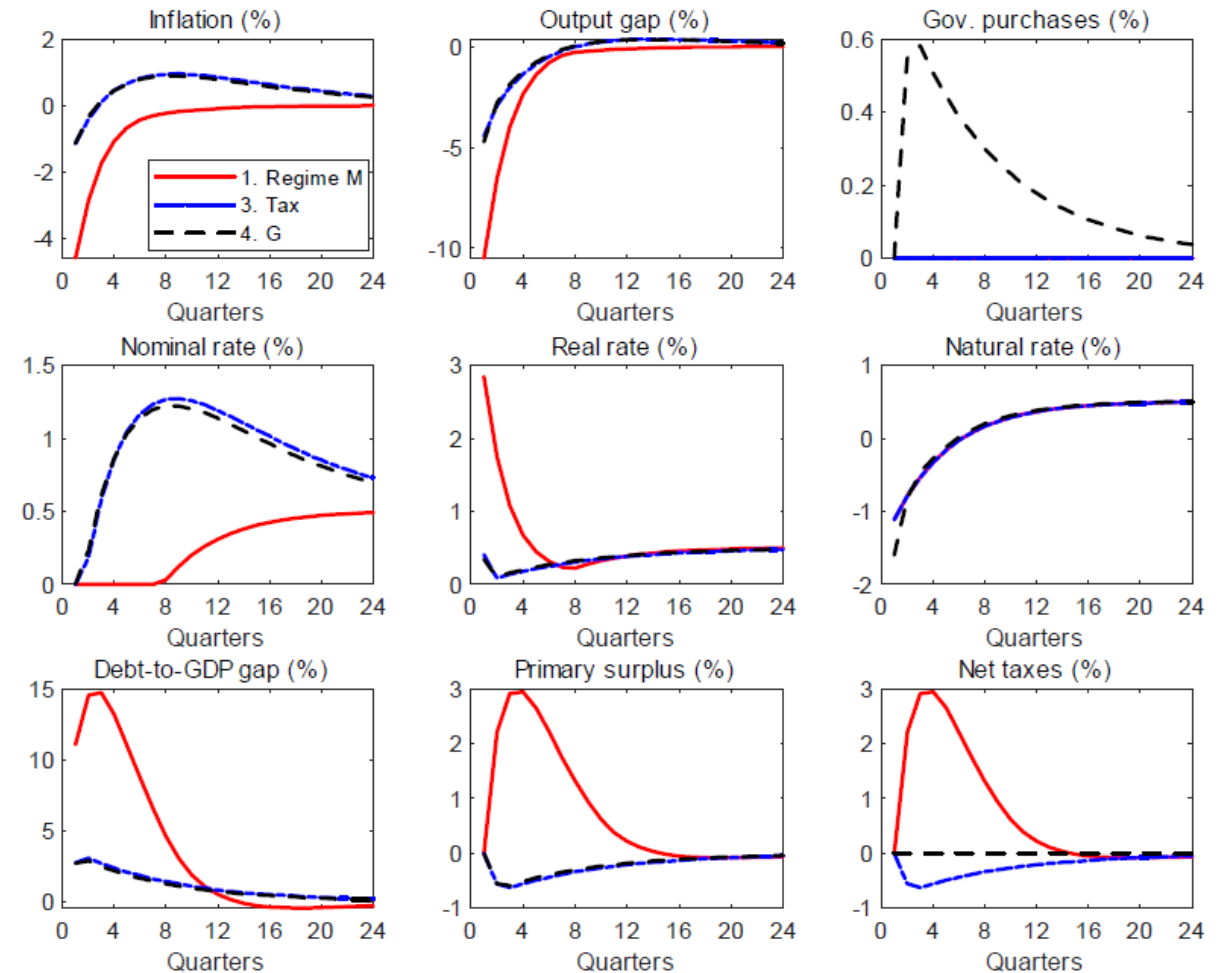 Inflation (%)
Output gap (%)
Gov. purchases (%)
2
0
-2
-4
1. Regime M
3. Tax
4. G
0 4 8 12 16 20 24
Quarters
0
-5
-10
0 4 8 12 16 20 24
Quarters
0.6
0.4
0.2
0
0 4 8 12 16 20 24
Quarters
Nominal rate (%)
Real rate (%)
Natural rate (%)
1.5
1
0.5
0
0 4 8 12 16 20 24
Quarters
3
2
1
0
0 4 8 12 16 20 24
Quarters
1
0
-1
-2
0 4 8 12 16 20 24
Quarters
Debt-to-GDP gap (%)
Primary surplus (%)
Net taxes (%)
15
10
5
0
0 4 8 12 16 20 24
Quarters
3
2
1
0
-1
0 4 8 12 16 20 24
Quarters
3
2
1
0
-1
0 4 8 12 16 20 24
Quarters